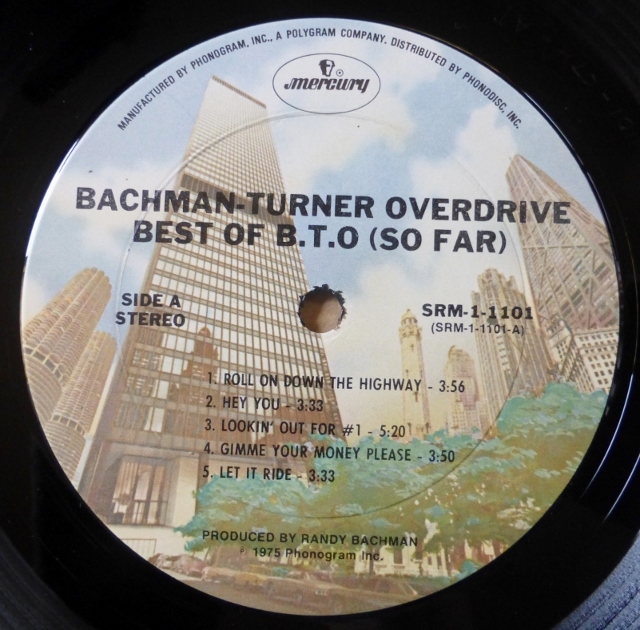 MANUFACTURED BY PHONOGRAM, INC., A POLYGRAM COMPANY. DISTRIBUTED BY PHONODISC, INC.
mercury
BACHMAN-TURNER OVERDRIVE
BEST OF B.T.O (SO FAR)
SIDE A
STEREO
SRM-1-1101
(SRM-1-1101-A)
1. ROLL ON DOWN THE HIGHWAY - 3:56
2. HEY YOU - 3:33
3. LOOKIN' OUT FOR #1 - 5:20
4. GIMME YOUR MONEY PLEASE - 3:50
5. LET IT RIDE - 3:33
PRODUCED BY RANDY BACHMAN
℗ 1975 Phonogram Inc.